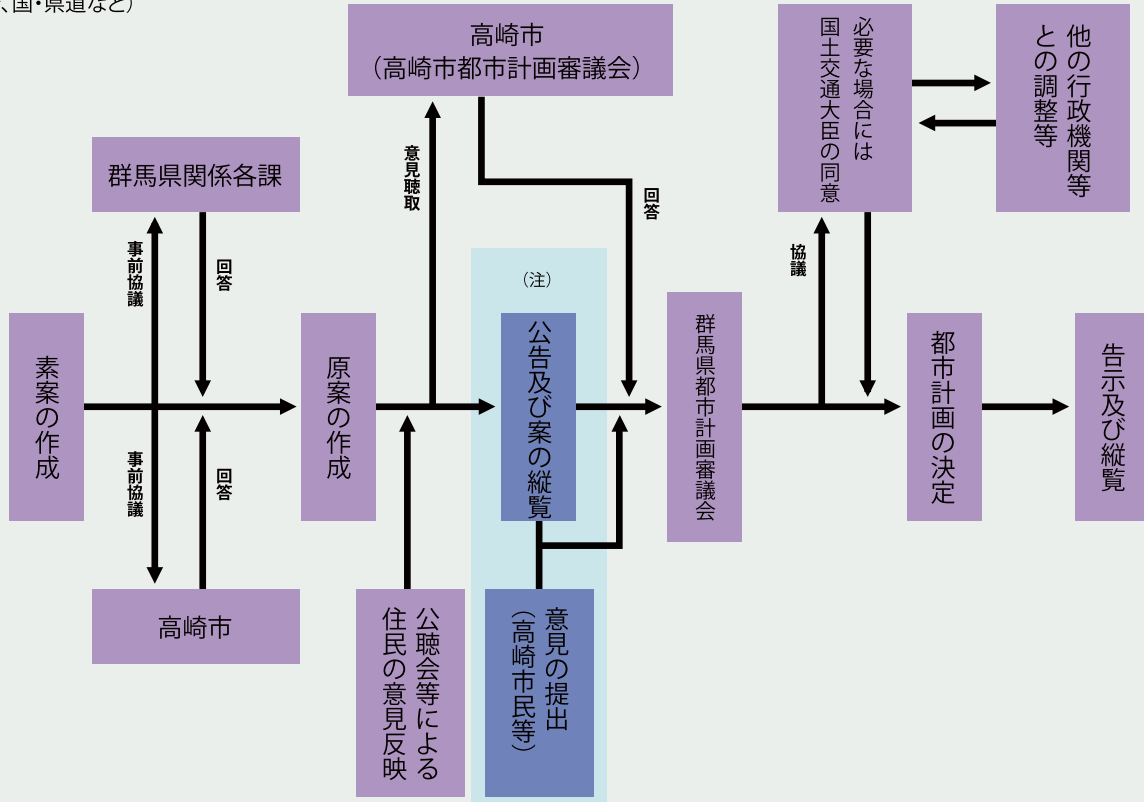 、国・県道など）
高崎市
（高崎市都市計画審議会）
必要な場合には
国土交通大臣の同意
他の行政機関等
との調整等
群馬県関係各課
意見聴取
回答
事前協議
回答
協議
（注）
素案の作成
原案の作成
公告及び案の縦覧
群馬県都市計画審議会
都市計画の決定
告示及び縦覧
事前協議
回答
高崎市
公聴会等による
住民の意見反映
意見の提出
（高崎市民等）